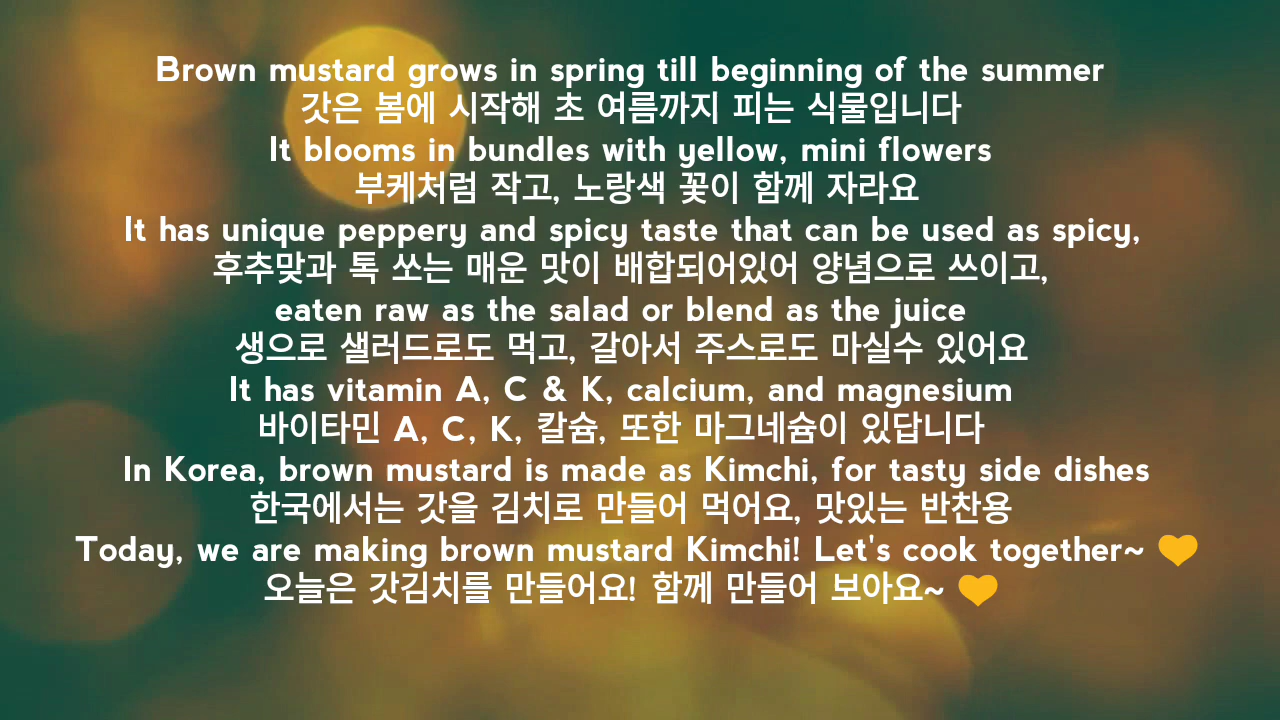 Brown mustard grows in spring till beginning of the summer
갓은 봄에 시작해 초 여름까지 피는 식물입니다
It blooms in bundles with yellow, mini flowers
부케처럼 작고, 노랑색 꽃이 함께 자라요
It has unique peppery and spicy taste that can be used as spicy,
후추맞과 톡 쏘는 매운 맛이 배합되어있어 양념으로 쓰이고,
eaten raw as the salad or blend as the juice
생으로 샐러드로도 먹고, 갈아서 주스로도 마실수 있어요
It has vitamin A, C & K, calcium, and magnesium
바이타민 A, C, K, 칼슘, 또한 마그네슘이 있답니다
In Korea, brown mustard is made as Kimchi, for tasty side dishes
한국에서는 갓을 김치로 만들어 먹어요, 맛있는 반찬용
Today, we are making brown mustard Kimchi! Let's cook together~ 💛
오늘은 갓김치를 만들어요! 함께 만들어 보아요~ 💛